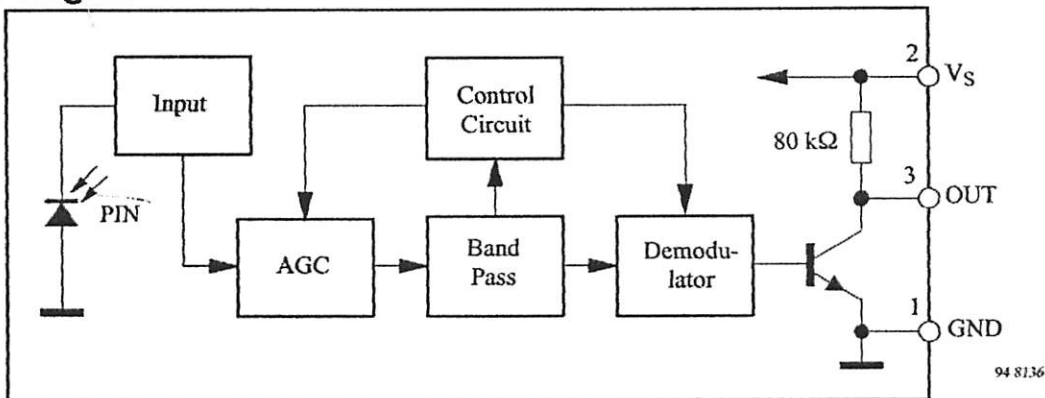 Input
PIN
Control
Circuit
AGC
Band
Pass
Demodu-
lator
80 kΩ
2
VS
3
OUT
1
GND
94 8136